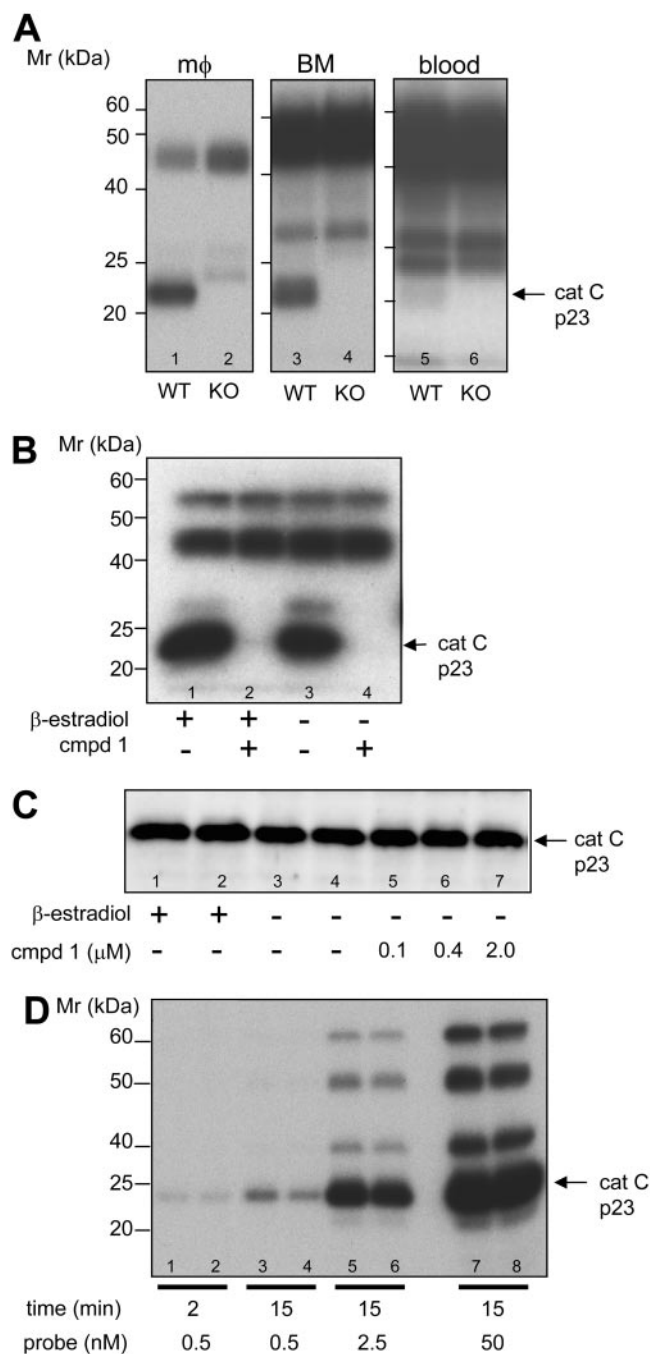 A
Mr (kDa)
mϕ
BM
blood
60
50
40
25
20
cat C
p23
1 2 3 4 5 6
WT KO WT KO WT KO
B
Mr (kDa)
60
50
40
25
20
cat C
p23
1 2 3 4
β-estradiol + + - -
cmpd 1 - + - +
C
cat C
p23
1 2 3 4 5 6 7
β-estradiol + + - - - - -
cmpd 1 (μM) - - - - 0.1 0.4 2.0
D
Mr (kDa)
60
50
40
25
20
cat C
p23
1 2 3 4 5 6 7 8
time (min) 2 15 15 15
probe (nM) 0.5 0.5 2.5 50